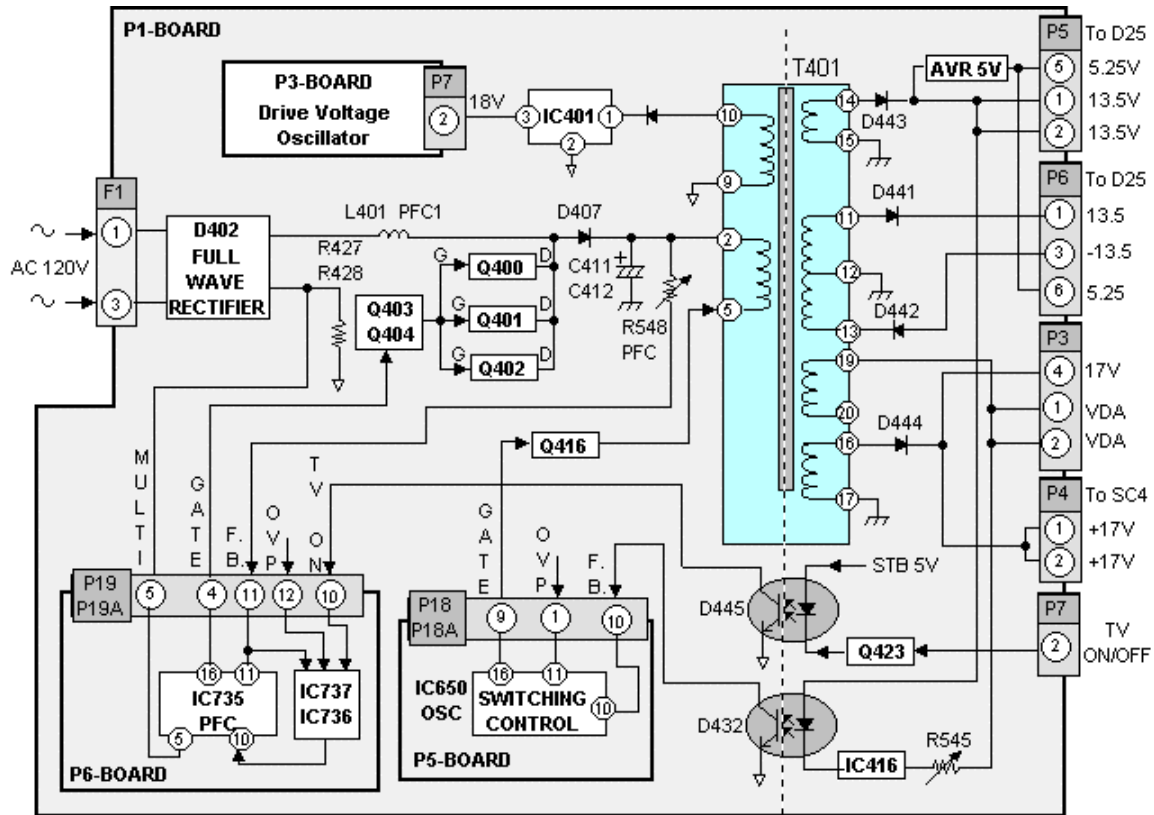 P1-BOARD
P3-BOARD
Drive Voltage
Oscillator
P7
2
18V
3 IC401 1
2
T401
10
9
2
5
14
15
11
12
13
19
20
16
17
D443
AVR 5V
D441
D442
D444
P5 To D25
5 5.25V
1 13.5V
2 13.5V
P6 To D25
1 13.5
3 -13.5
6 5.25
P3
4 17V
1 VDA
2 VDA
P4 To SC4
1 +17V
2 +17V
P7
2 TV
ON/OFF
F1
1
AC 120V
3
D402
FULL
WAVE
RECTIFIER
L401 PFC1
R427
R428
D407
C411
C412
+
R548
PFC
Q403
Q404
G Q400 D
G Q401 D
G Q402 D
Q416
MULTI
GATE
F.B.
OVP
TV ON
P19
P19A
5 4 11 12 10
16 11
IC735
PFC
5 10
IC737
IC736
P6-BOARD
GATE
OVP
F.B.
P18
P18A
9 1 10
16 11
IC650
OSC
SWITCHING
CONTROL
10
P5-BOARD
STB 5V
D445
Q423
D432
IC416
R545